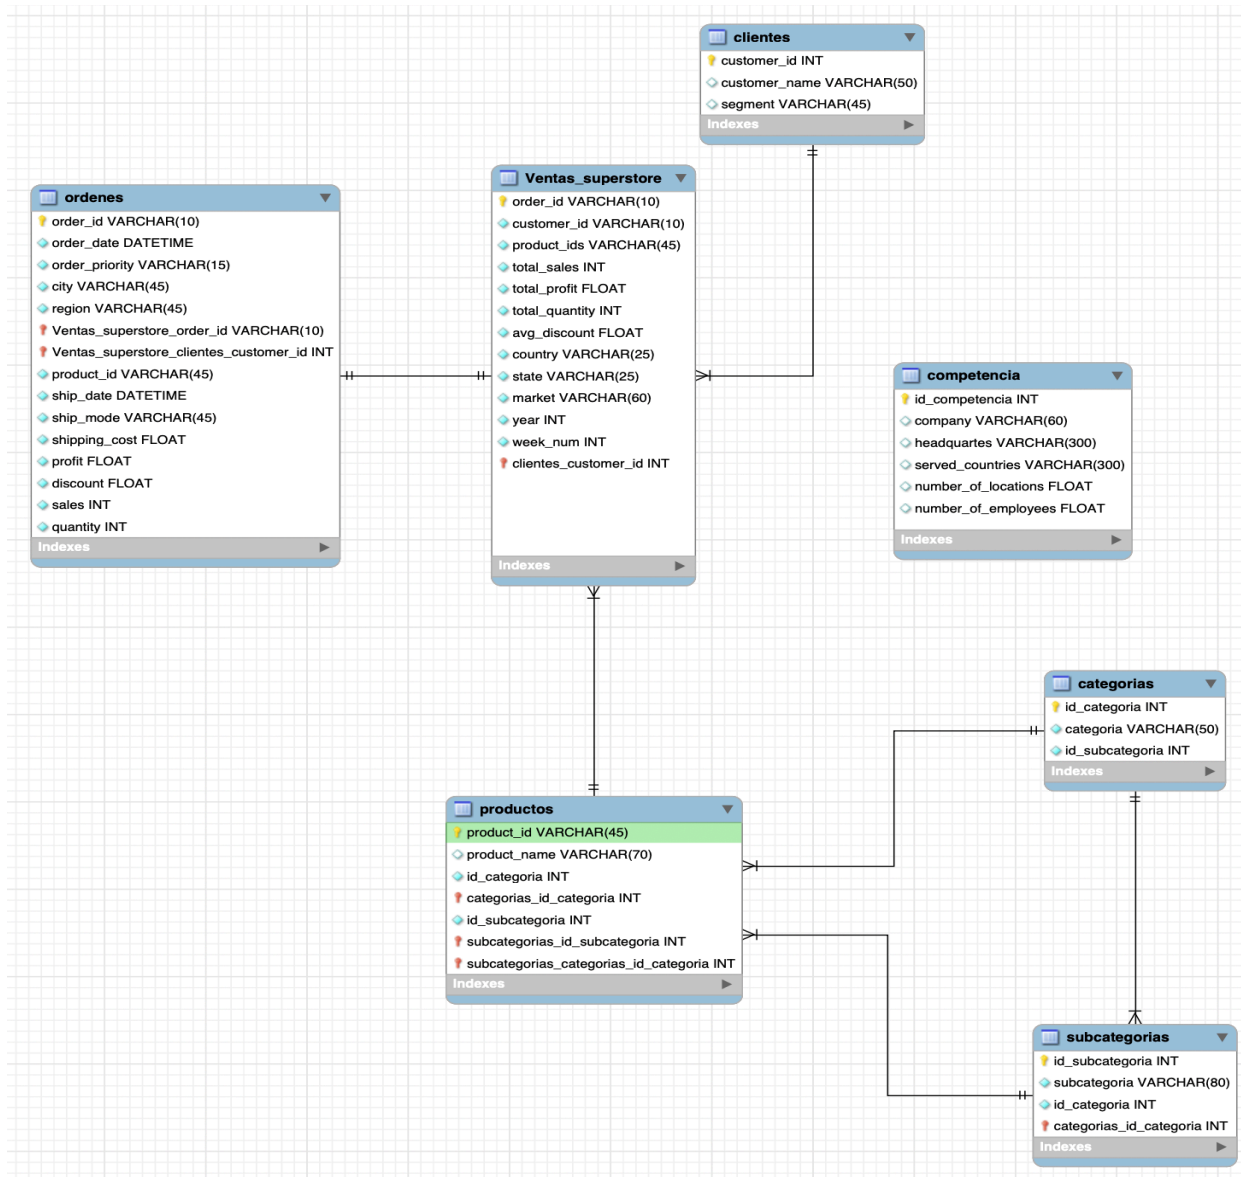 clientes
customer_id INT
customer_name VARCHAR(50)
segment VARCHAR(45)
Indexes
ordenes
order_id VARCHAR(10)
order_date DATETIME
order_priority VARCHAR(15)
city VARCHAR(45)
region VARCHAR(45)
Ventas_superstore_order_id VARCHAR(10)
Ventas_superstore_clientes_customer_id INT
product_id VARCHAR(45)
ship_date DATETIME
ship_mode VARCHAR(45)
shipping_cost FLOAT
profit FLOAT
discount FLOAT
sales INT
quantity INT
Indexes
Ventas_superstore
order_id VARCHAR(10)
customer_id VARCHAR(10)
product_ids VARCHAR(45)
total_sales INT
total_profit FLOAT
total_quantity INT
avg_discount FLOAT
country VARCHAR(25)
state VARCHAR(25)
market VARCHAR(60)
year INT
week_num INT
clientes_customer_id INT
Indexes
competencia
id_competencia INT
company VARCHAR(60)
headquartes VARCHAR(300)
served_countries VARCHAR(300)
number_of_locations FLOAT
number_of_employees FLOAT
Indexes
categorias
id_categoria INT
categoria VARCHAR(50)
id_subcategoria INT
Indexes
productos
product_id VARCHAR(45)
product_name VARCHAR(70)
id_categoria INT
categorias_id_categoria INT
id_subcategoria INT
subcategorias_id_subcategoria INT
subcategorias_categorias_id_categoria INT
Indexes
subcategorias
id_subcategoria INT
subcategoria VARCHAR(80)
id_categoria INT
categorias_id_categoria INT
Indexes